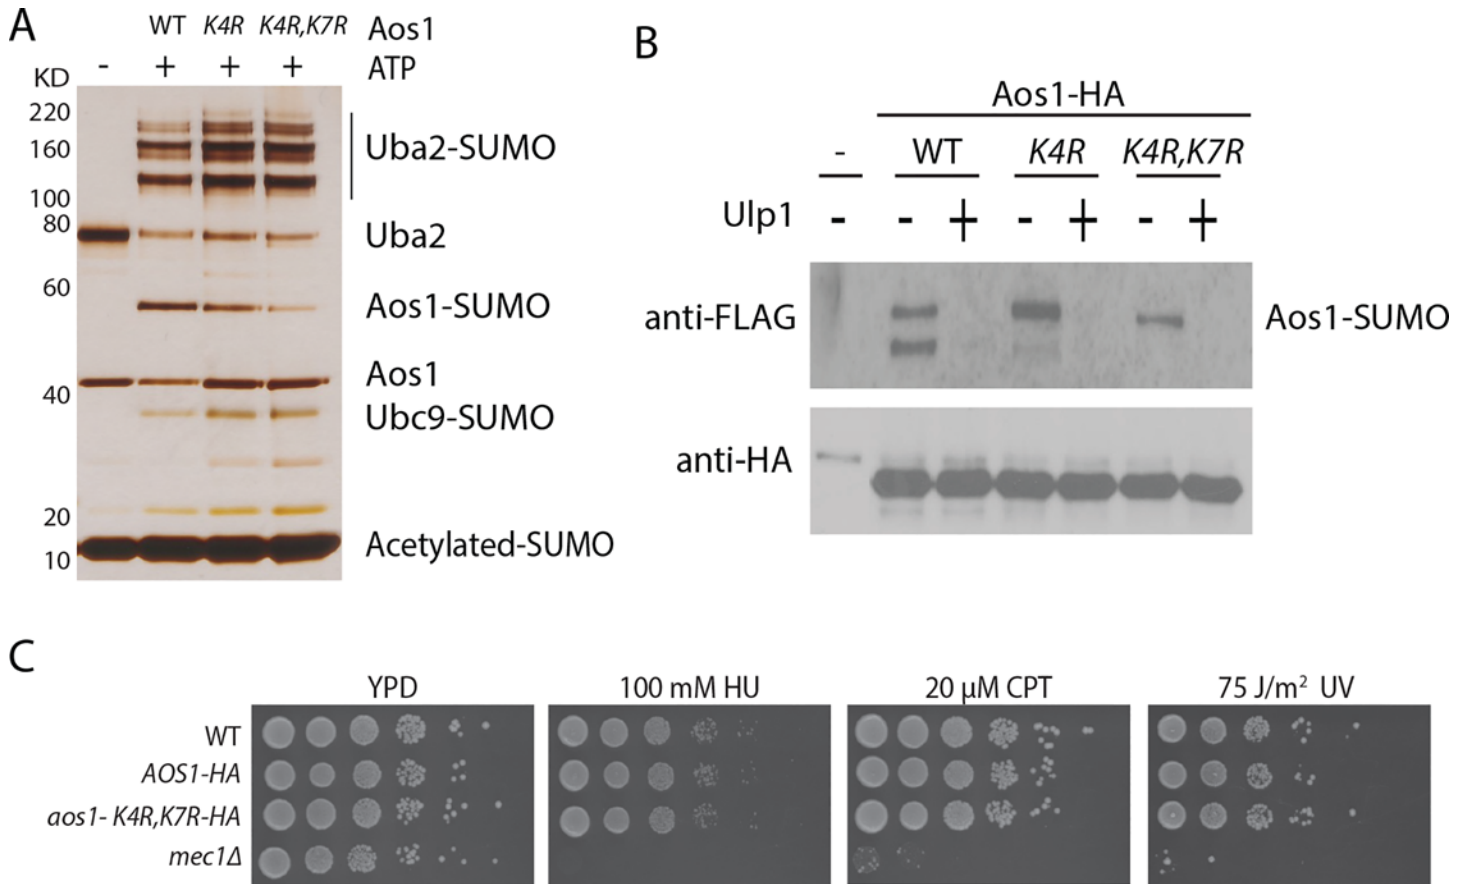 A
WT K4R K4R,K7R Aos1
- + + + ATP
KD
220
160
100
80
60
40
20
10
Uba2-SUMO
Uba2
Aos1-SUMO
Aos1
Ubc9-SUMO
Acetylated-SUMO
B
Aos1-HA
- WT K4R K4R,K7R
Ulp1 - - + - + - +
anti-FLAG Aos1-SUMO
anti-HA
C
YPD 100 mM HU 20 μM CPT 75 J/m² UV
WT
AOS1-HA
aos1- K4R,K7R-HA
mec1Δ